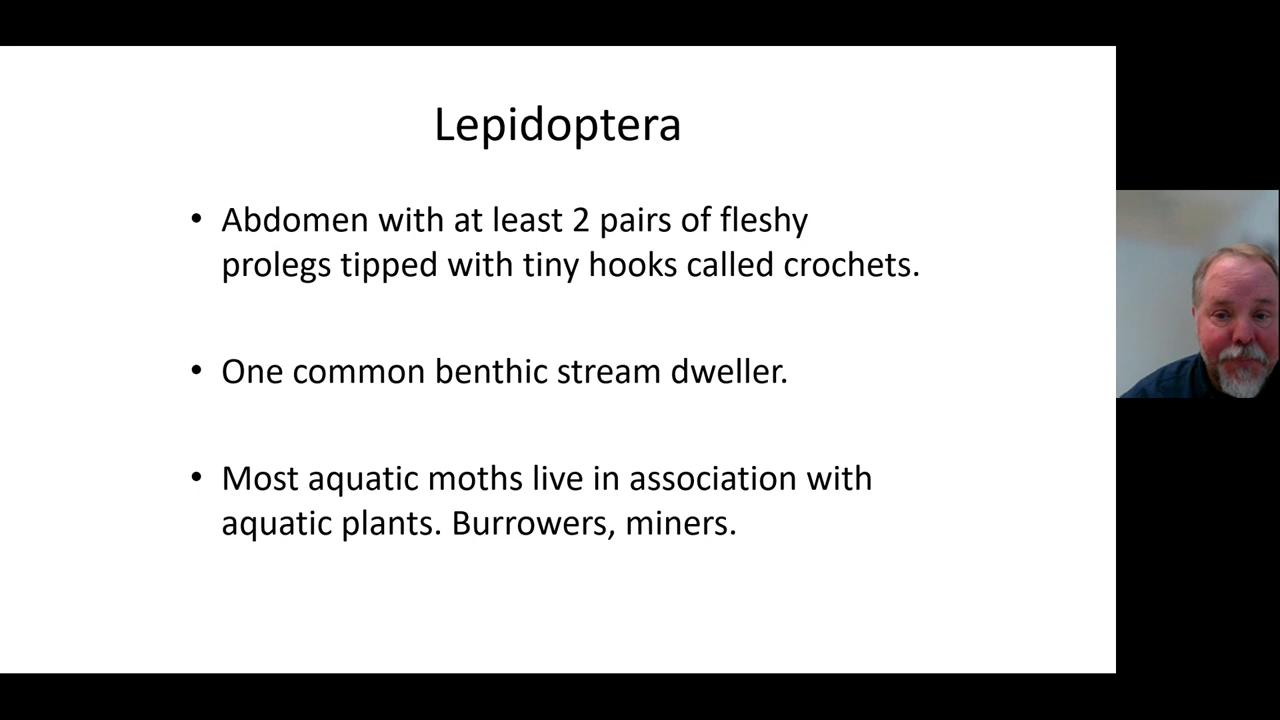 Lepidoptera
• Abdomen with at least 2 pairs of fleshy
prolegs tipped with tiny hooks called crochets.
• One common benthic stream dweller.
• Most aquatic moths live in association with
aquatic plants. Burrowers, miners.